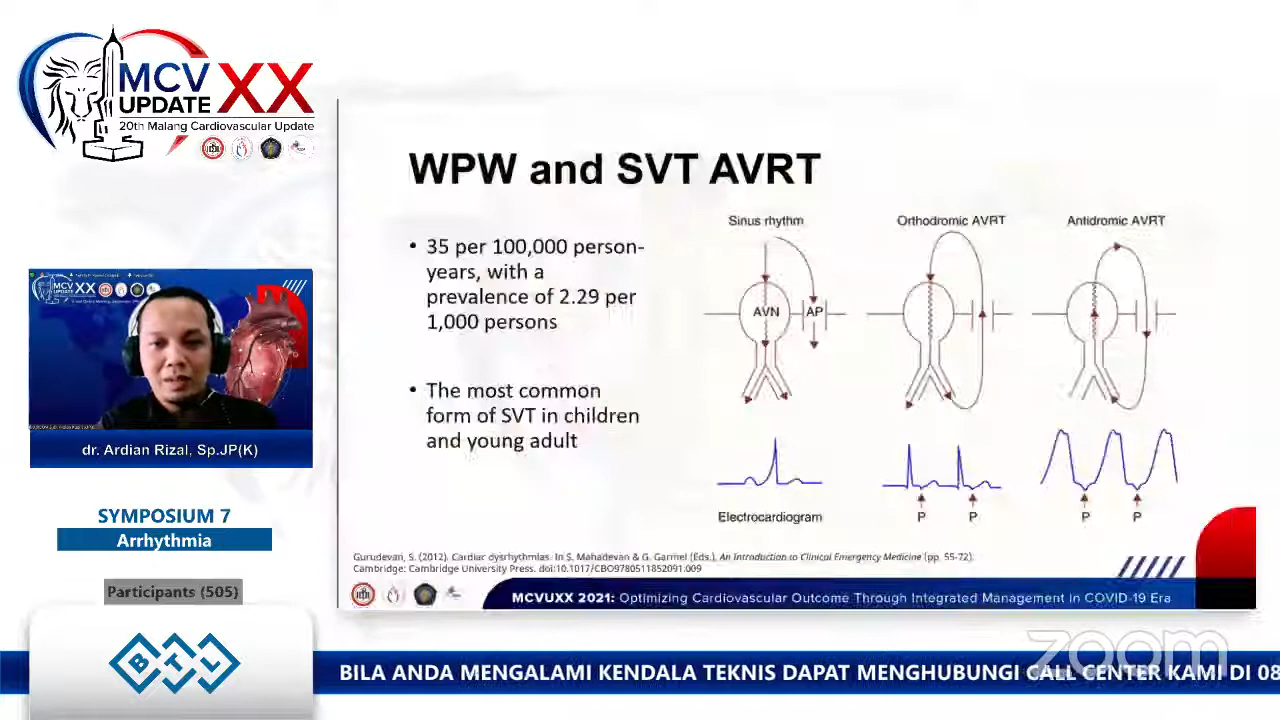 MCV XX
UPDATE
20th Malang Cardiovascular Update
WPW and SVT AVRT
• 35 per 100,000 person-
years, with a
prevalence of 2.29 per
1,000 persons
• The most common
form of SVT in children
and young adult
Sinus rhythm
Orthodromic AVRT
Antidromic AVRT
AVN
AP
Electrocardiogram
P
P
P
P
Gurudevan, S. (2012). Cardiac dysrhythmias. In S. Mahadevan & G. Garmel (Eds.), An Introduction to Clinical Emergency Medicine (pp. 55-72).
Cambridge: Cambridge University Press. doi:10.1017/CBO9780511852091.009
MCVUXX 2021: Optimizing Cardiovascular Outcome Through Integrated Management in COVID-19 Era
MCV
UPDATE XX
dr. Ardian Rizal, Sp.JP(K)
SYMPOSIUM 7
Arrhythmia
Participants (505)
BTL
zoom
BILA ANDA MENGALAMI KENDALA TEKNIS DAPAT MENGHUBUNGI CALL CENTER KAMI DI 08